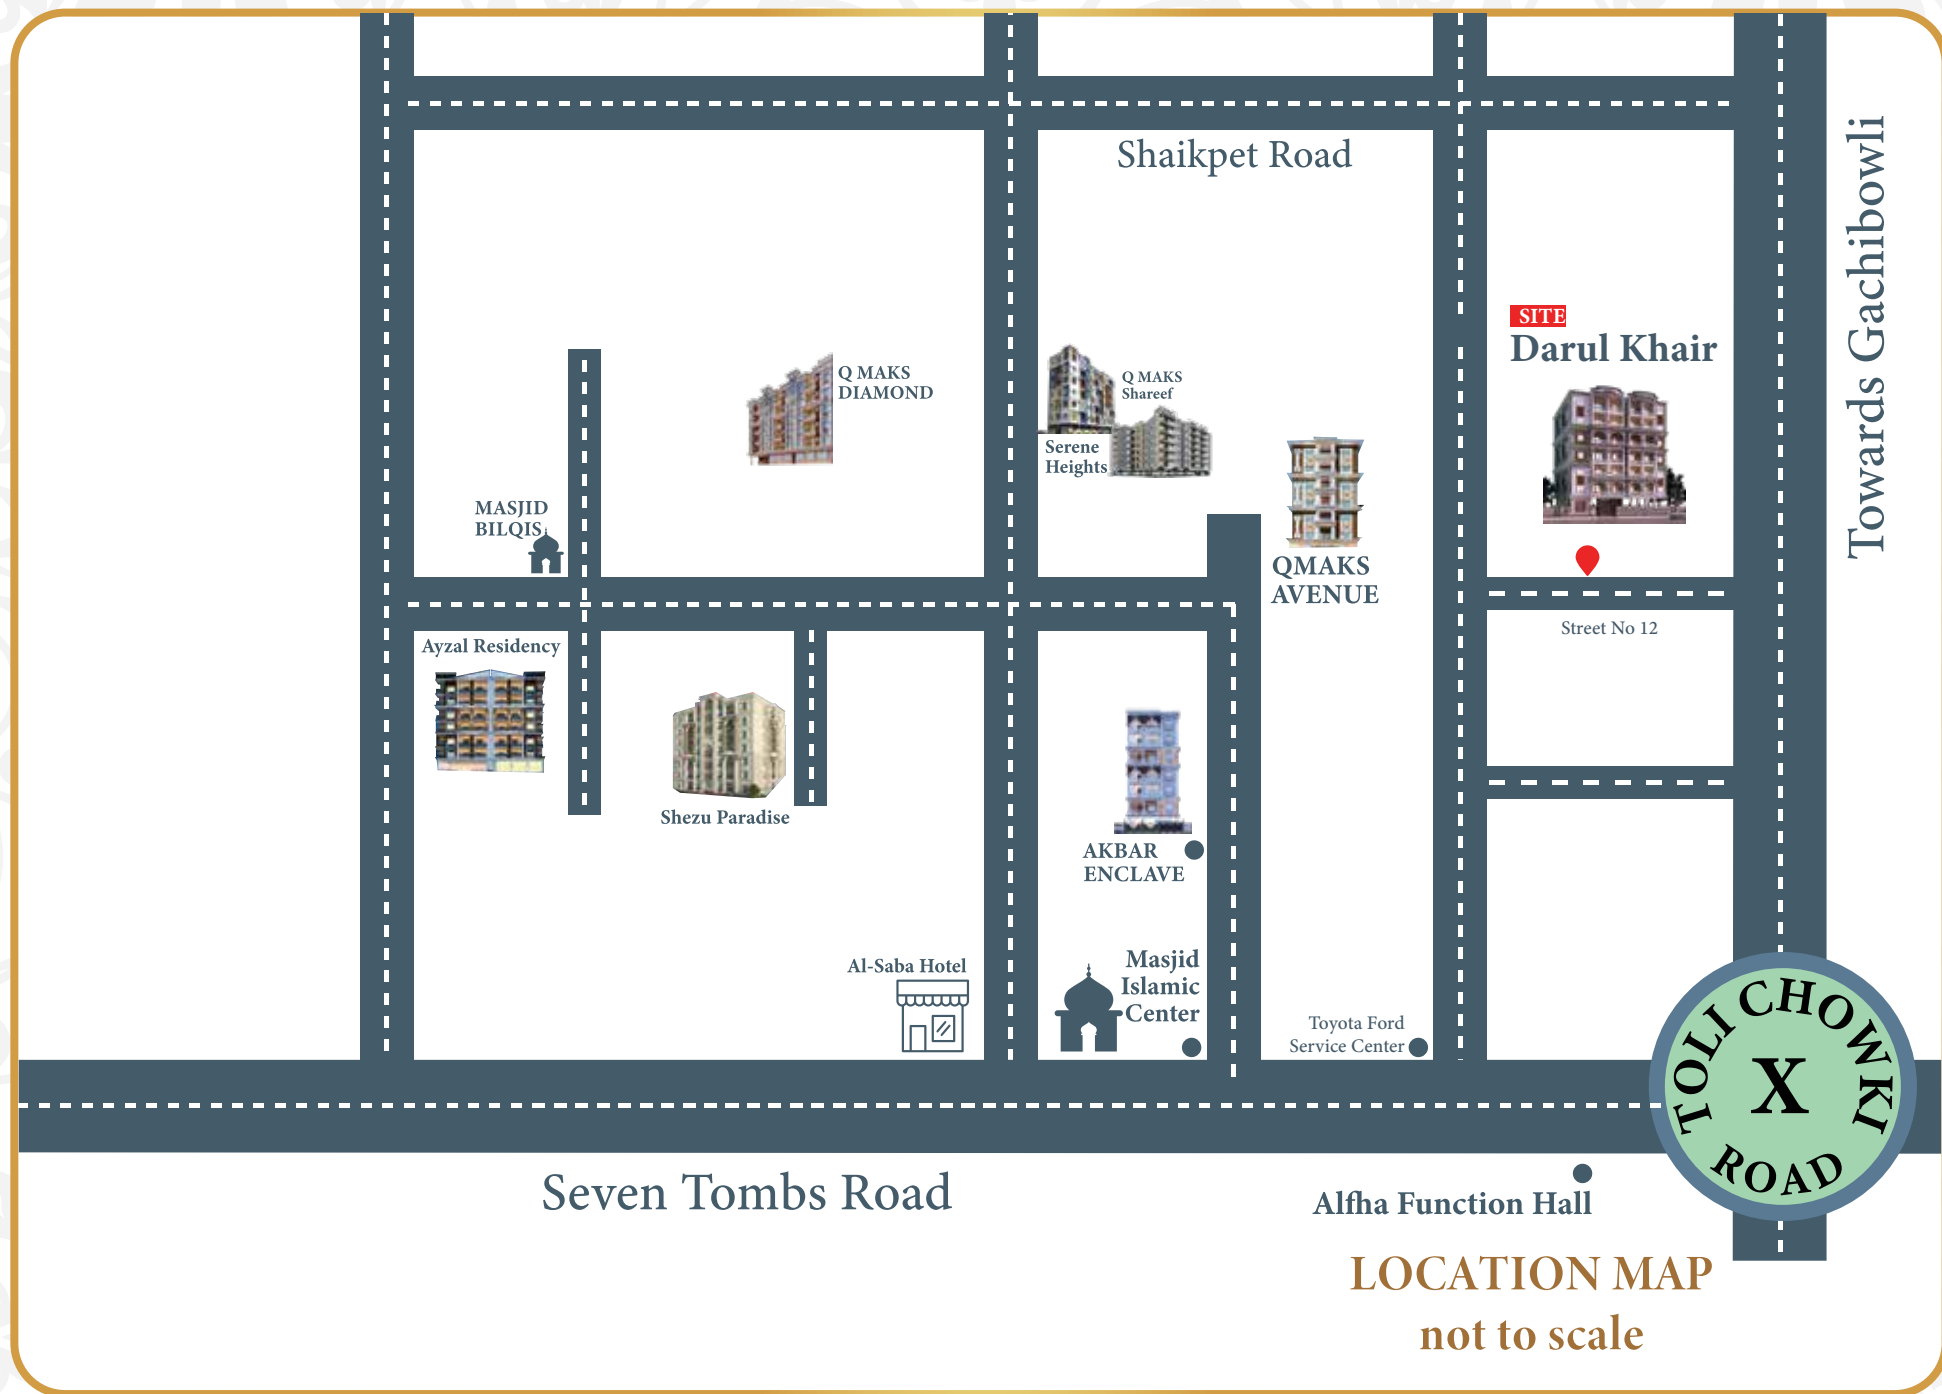 Shaikpet Road
Towards Gachibowli
SITE
Darul Khair
Q MAKS
DIAMOND
Q MAKS
Shareef
Serene
Heights
MASJID
BILQIS
QMAKS
AVENUE
Street No 12
Ayzal Residency
Shezu Paradise
AKBAR
ENCLAVE
Al-Saba Hotel
Masjid
Islamic
Center
Toyota Ford
Service Center
TOLI CHOWKI
X
ROAD
Seven Tombs Road
Alfha Function Hall
LOCATION MAP
not to scale